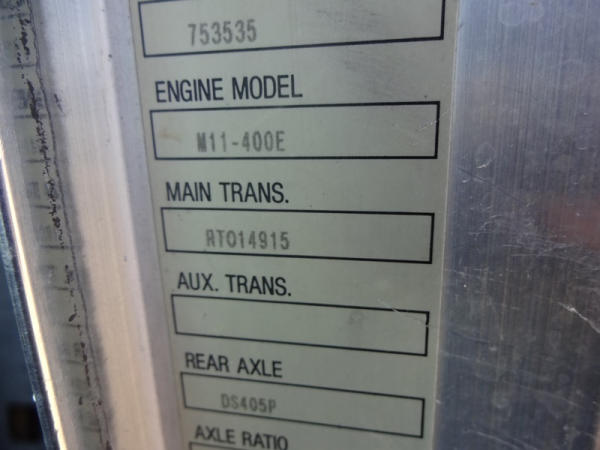 753535
ENGINE MODEL
M11-400E
MAIN TRANS.
RTO14915
AUX. TRANS.
REAR AXLE
DS405P
AXLE RATIO